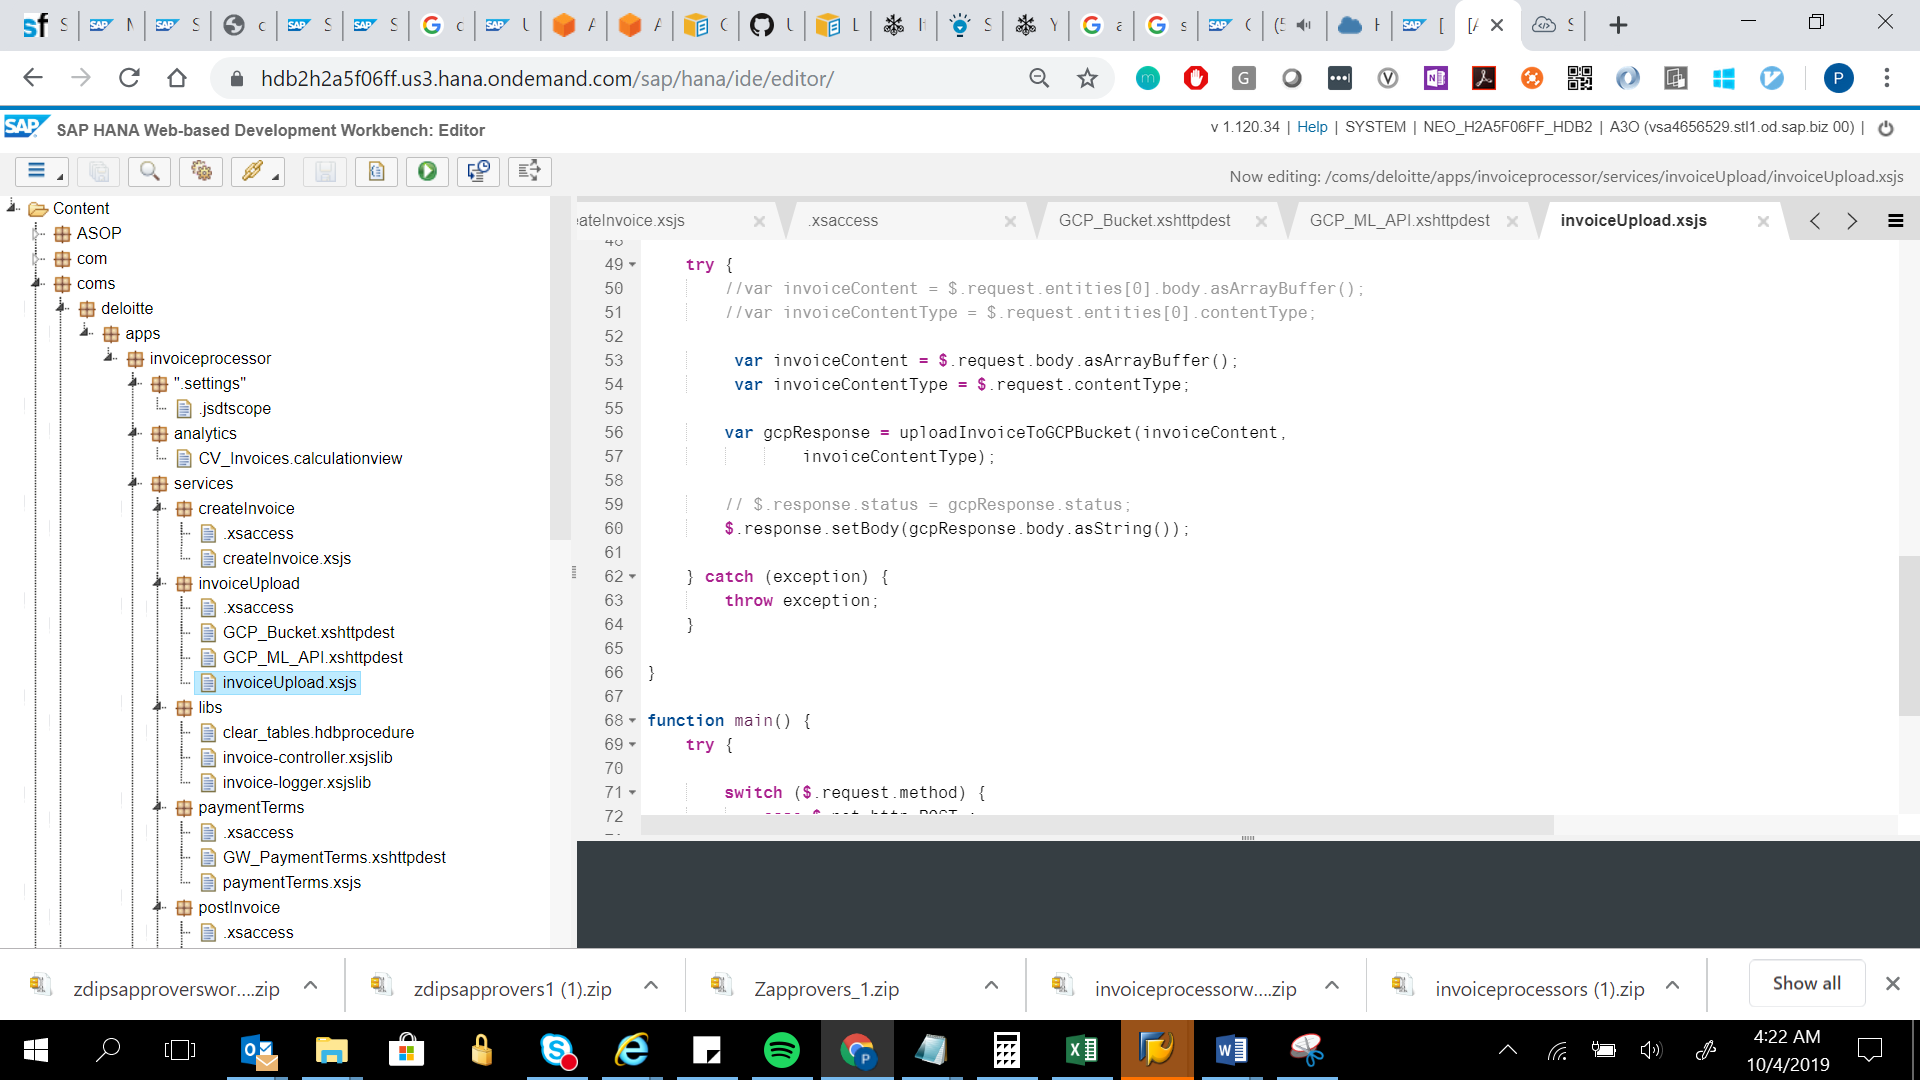 hdb2h2a5f06ff.us3.hana.ondemand.com/sap/hana/ide/editor/
SAP SAP HANA Web-based Development Workbench: Editor
v 1.120.34 | Help | SYSTEM | NEO_H2A5F06FF_HDB2 | A3O (vsa4656529.stl1.od.sap.biz 00) |
Now editing: /coms/deloitte/apps/invoiceprocessor/services/invoiceUpload/invoiceUpload.xsjs
Content
ASOP
com
coms
deloitte
apps
invoiceprocessor
".settings"
.jsdtscope
analytics
CV_Invoices.calculationview
services
createInvoice
.xsaccess
createInvoice.xsjs
invoiceUpload
.xsaccess
GCP_Bucket.xshttpdest
GCP_ML_API.xshttpdest
invoiceUpload.xsjs
libs
clear_tables.hdbprocedure
invoice-controller.xsjslib
invoice-logger.xsjslib
paymentTerms
.xsaccess
GW_PaymentTerms.xshttpdest
paymentTerms.xsjs
postInvoice
.xsaccess
eateInvoice.xsjs
.xsaccess
GCP_Bucket.xshttpdest
GCP_ML_API.xshttpdest
invoiceUpload.xsjs
48
49 try {
50 //var invoiceContent = $.request.entities[0].body.asArrayBuffer();
51 //var invoiceContentType = $.request.entities[0].contentType;
52
53 var invoiceContent = $.request.body.asArrayBuffer();
54 var invoiceContentType = $.request.contentType;
55
56 var gcpResponse = uploadInvoiceToGCPBucket(invoiceContent,
57 invoiceContentType);
58
59 // $.response.status = gcpResponse.status;
60 $.response.setBody(gcpResponse.body.asString());
61
62 } catch (exception) {
63 throw exception;
64 }
65
66 }
67
68 function main() {
69 try {
70
71 switch ($.request.method) {
72 case $.net.http.POST :
zdipsapproverswor....zip
zdipsapprovers1 (1).zip
Zapprovers_1.zip
invoiceprocessorw....zip
invoiceprocessors (1).zip
Show all
4:22 AM
10/4/2019